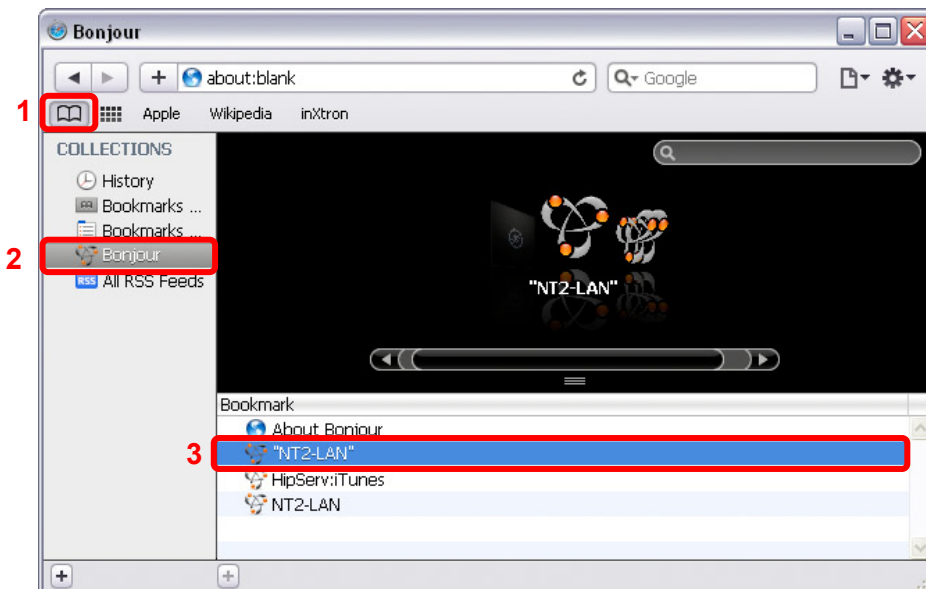 Bonjour
about:blank
Google
1
Apple Wikipedia inXtron
COLLECTIONS
History
Bookmarks ...
Bookmarks ...
2
Bonjour
RSS All RSS Feeds
"NT2-LAN"
Bookmark
About Bonjour
3
"NT2-LAN"
HipServ:iTunes
NT2-LAN